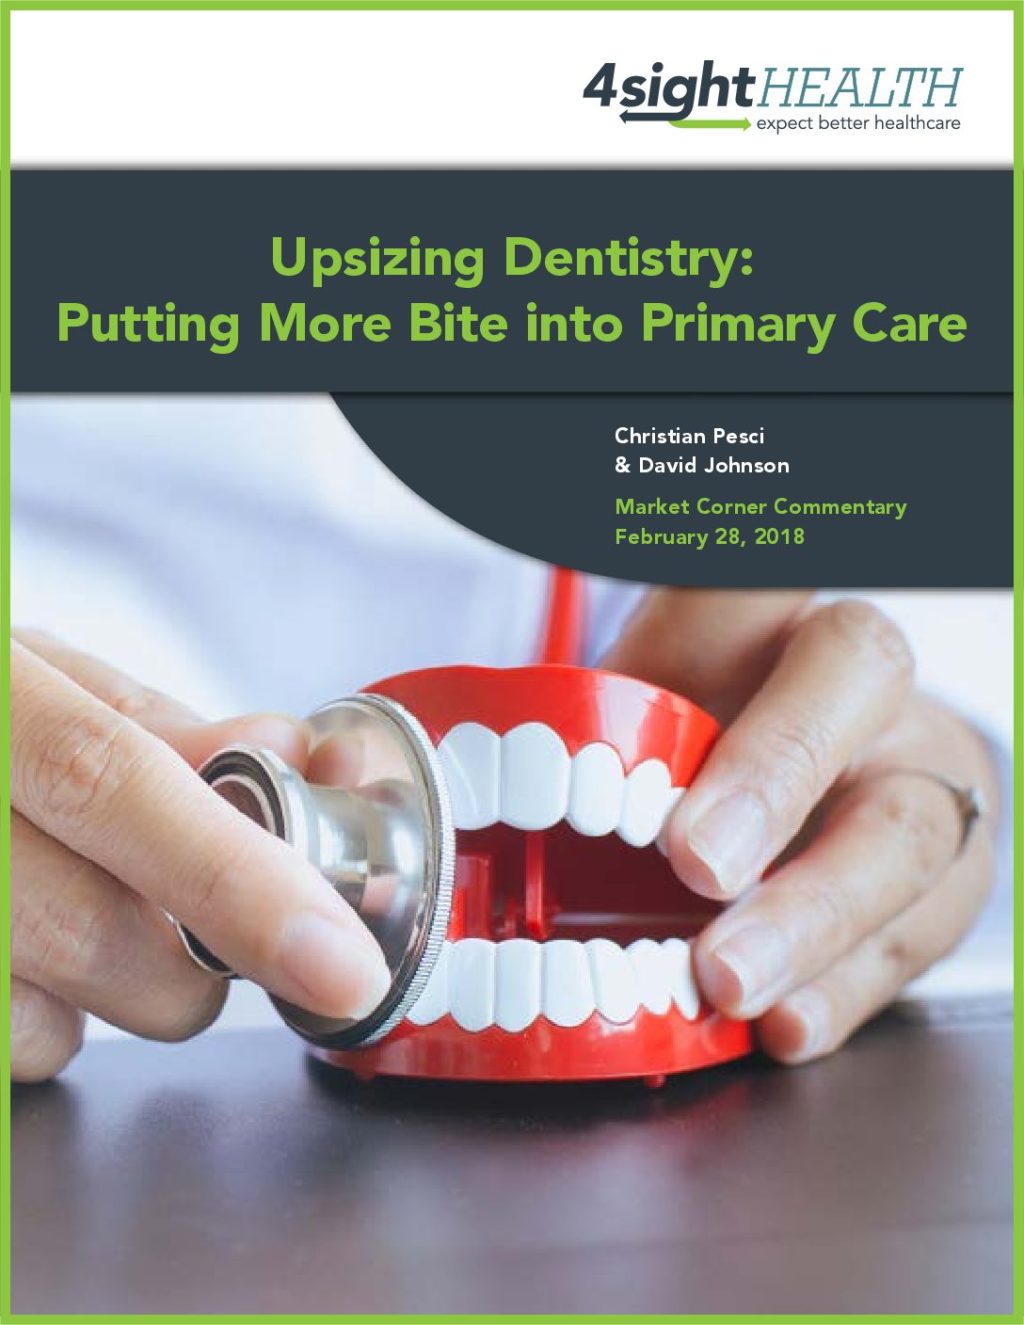 4sightHEALTH
expect better healthcare
Upsizing Dentistry:
Putting More Bite into Primary Care
Christian Pesci
& David Johnson
Market Corner Commentary
February 28, 2018